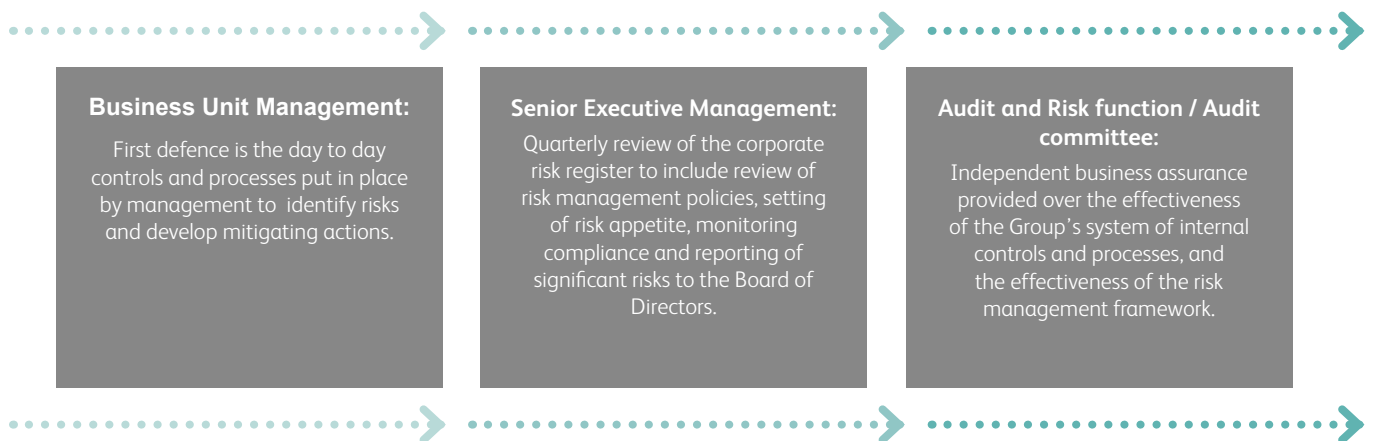 Business Unit Management:
First defence is the day to day
controls and processes put in place
by management to  identify risks
and develop mitigating actions.
Senior Executive Management:
Quarterly review of the corporate
risk register to include review of
risk management policies, setting
of risk appetite, monitoring
compliance and reporting of
significant risks to the Board of
Directors.
Audit and Risk function / Audit
committee:
Independent business assurance
provided over the effectiveness
of the Group’s system of internal
controls and processes, and
the effectiveness of the risk
management framework.